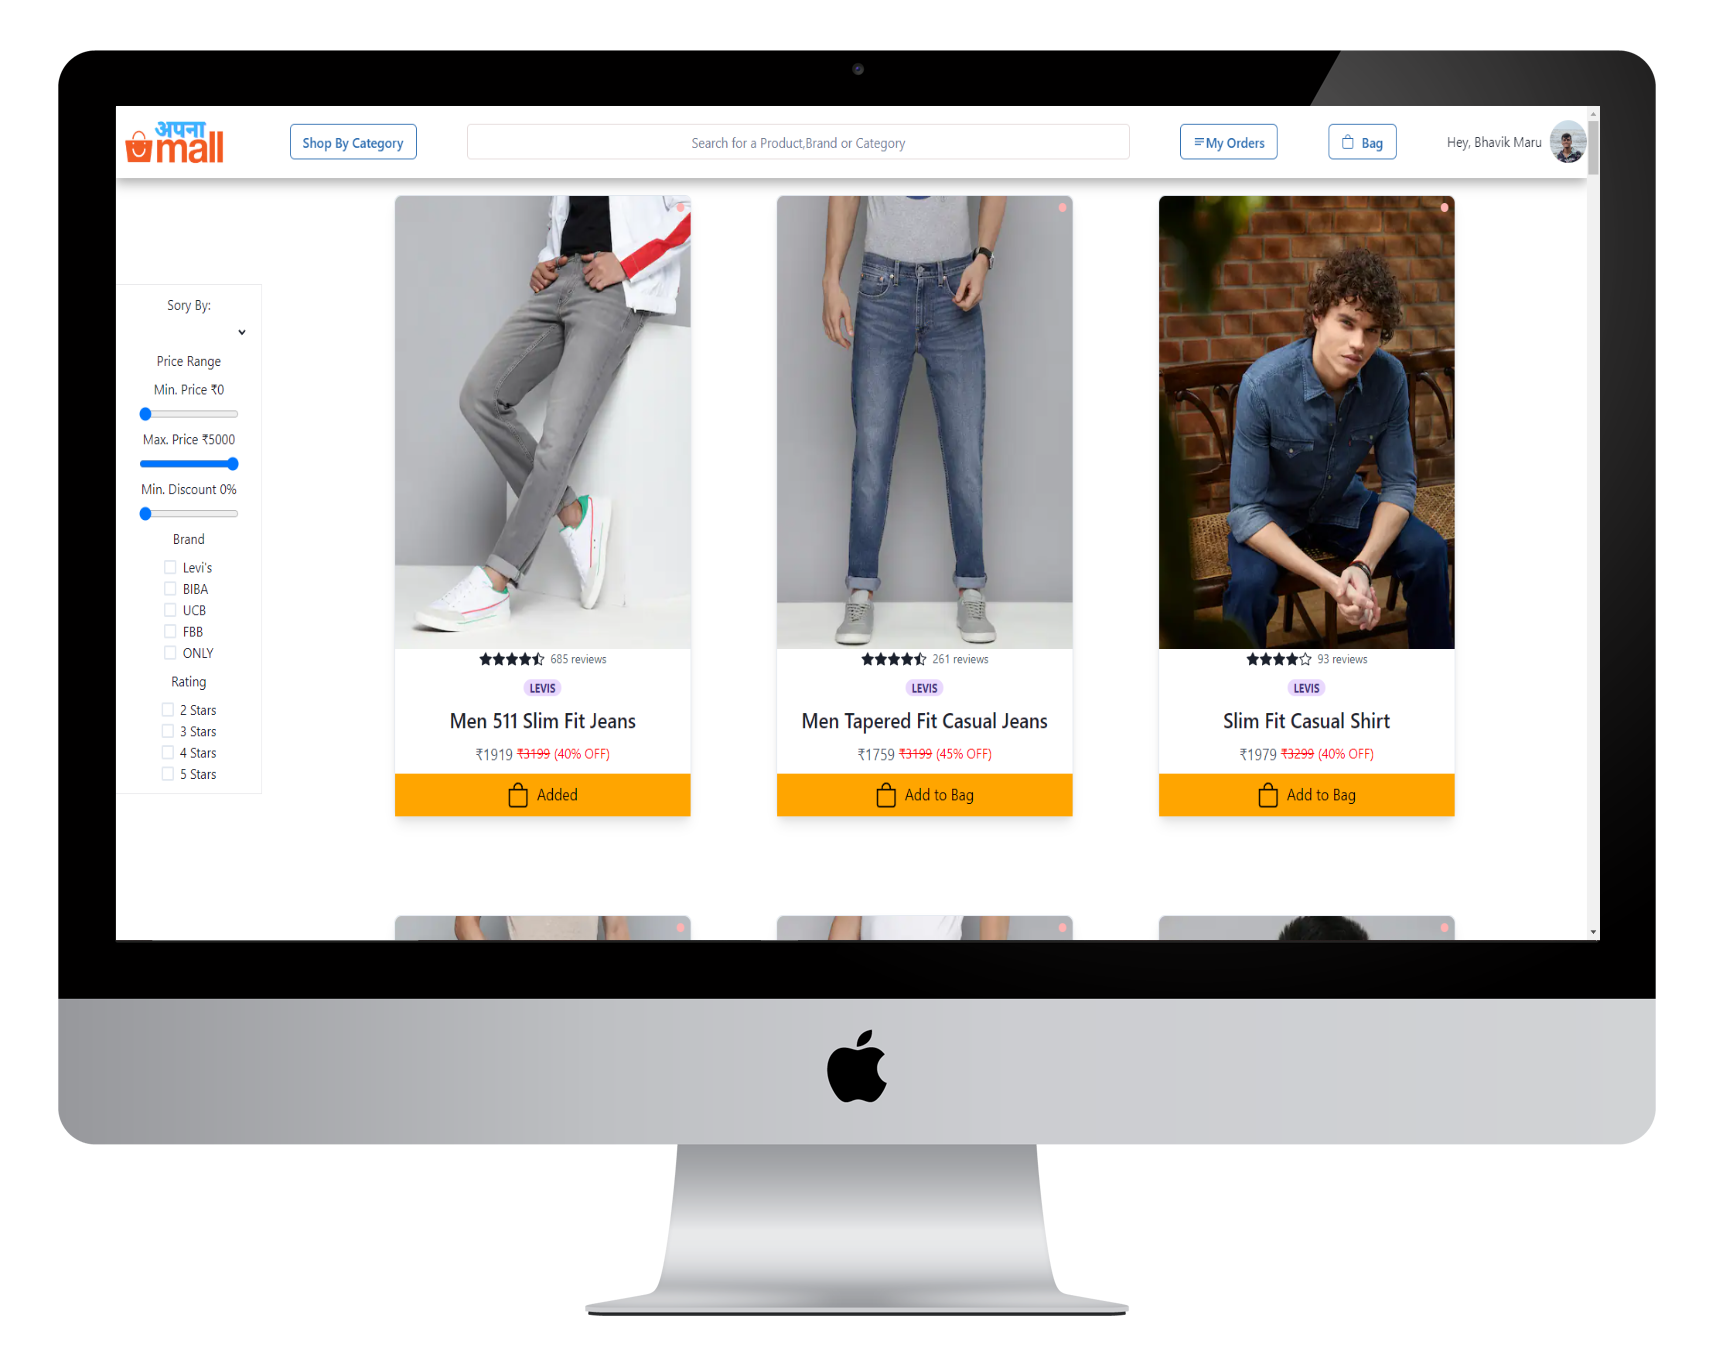 अपना
mall
Shop By Category
Search for a Product,Brand or Category
My Orders
Bag
Hey, Bhavik Maru
Sory By:
Price Range
Min. Price ₹0
Max. Price ₹5000
Min. Discount 0%
Brand
Levi's
BIBA
UCB
FBB
ONLY
Rating
2 Stars
3 Stars
4 Stars
5 Stars
685 reviews
LEVIS
Men 511 Slim Fit Jeans
₹1919 ₹3199 (40% OFF)
Added
261 reviews
LEVIS
Men Tapered Fit Casual Jeans
₹1759 ₹3199 (45% OFF)
Add to Bag
93 reviews
LEVIS
Slim Fit Casual Shirt
₹1979 ₹3299 (40% OFF)
Add to Bag